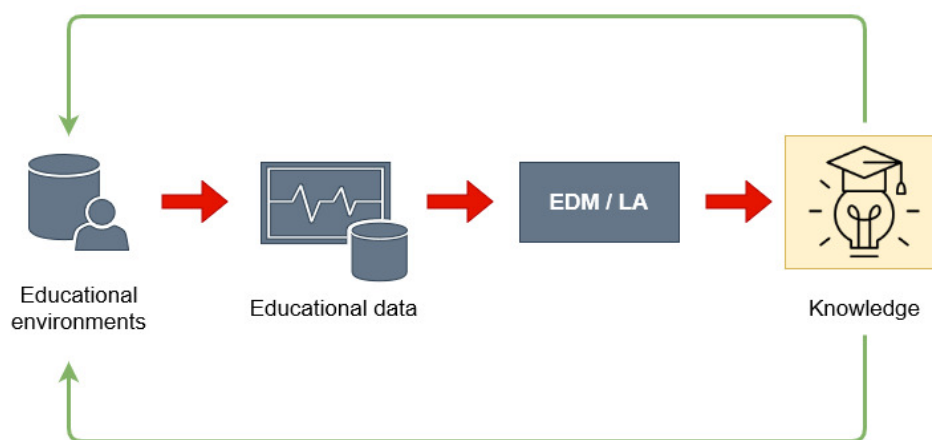 EDM / LA
Educational
environments
Educational data
Knowledge